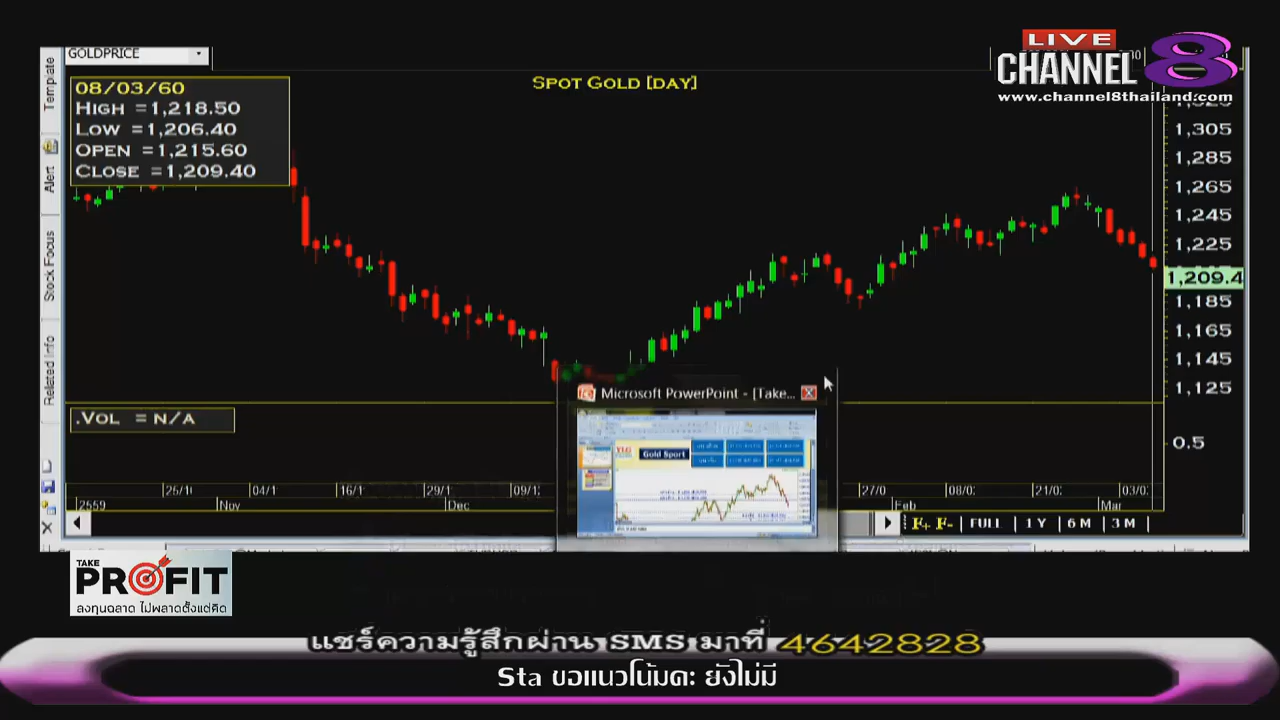 LIVE
CHANNEL 8
www.channel8thailand.com
GOLDPRICE
Template
Alert
Stock Focus
Related Info
08/03/60
HIGH =1,218.50
LOW =1,206.40
OPEN =1,215.60
CLOSE =1,209.40
SPOT GOLD [DAY]
1,305
1,285
1,265
1,245
1,225
1,209.4
1,185
1,165
1,145
1,125
.VOL = N/A
0.5
Microsoft PowerPoint - [Take...
YLG
Gold Sport
25/10
04/1
16/1
29/1
09/12
27/0
08/02
21/02
03/03
2559
Nov
Dec
Feb
Mar
F+ F- FULL 1 Y 6 M 3 M
TAKE
PROFIT
ลงทุนฉลาด ไม่พลาดตั้งแต่คิด
แชร์ความรู้สึกผ่าน SMS มาที่ 4642828
Sta ขอแนวโน้มคะ ยังไม่มี